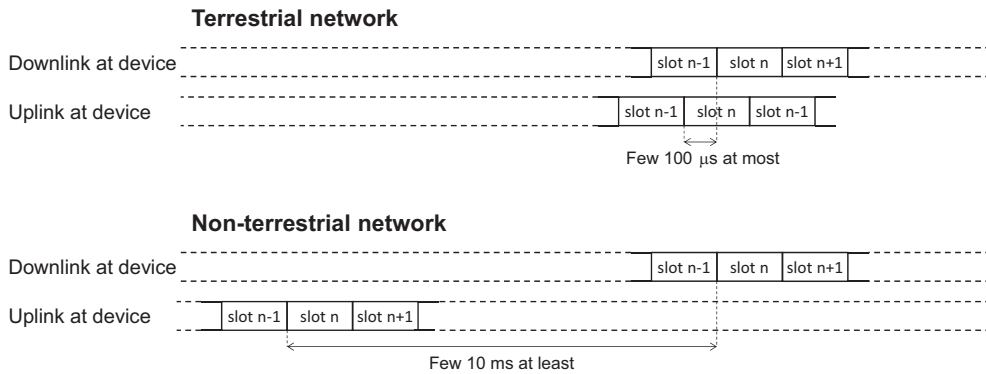 Terrestrial network
Downlink at device
slot n-1 slot n slot n+1
Uplink at device
slot n-1 slot n slot n-1
Few 100 μs at most
Non-terrestrial network
Downlink at device
slot n-1 slot n slot n+1
Uplink at device
slot n-1 slot n slot n+1
Few 10 ms at least